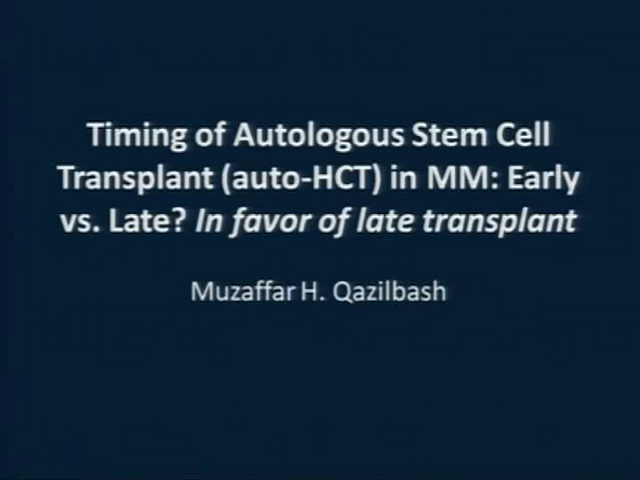 Timing of Autologous Stem Cell
Transplant (auto-HCT) in MM: Early
vs. Late? In favor of late transplant
Muzaffar H. Qazilbash